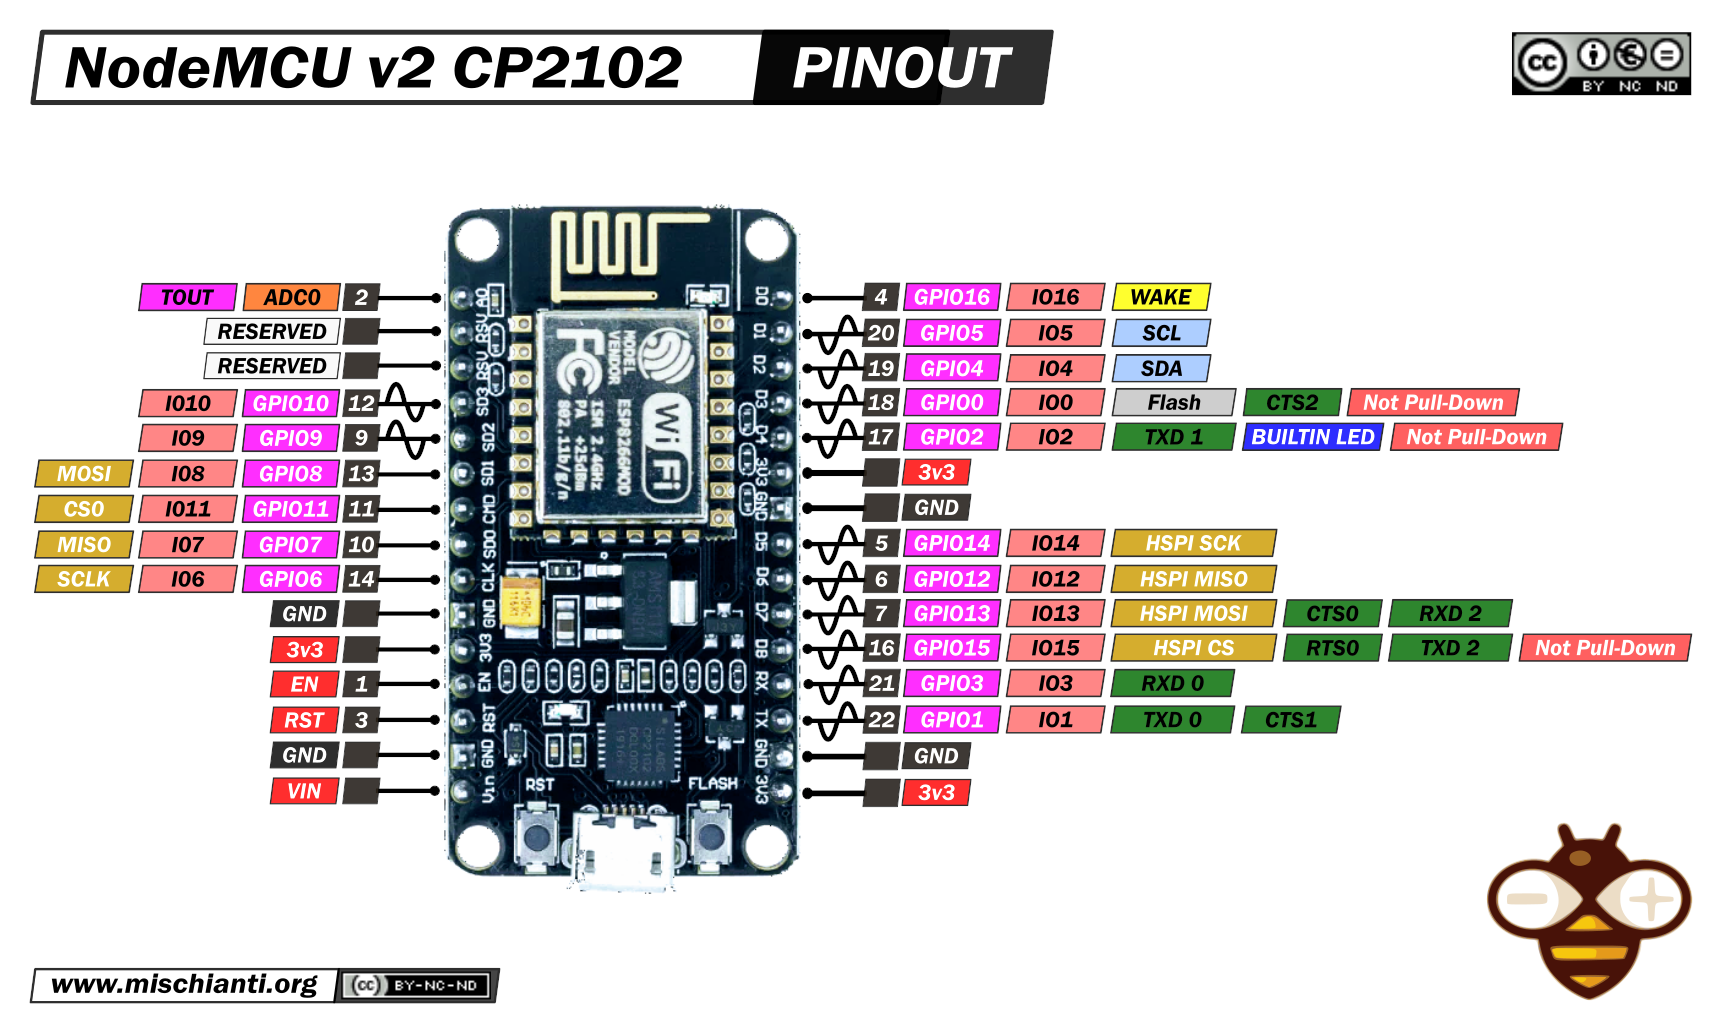 NodeMCU v2 CP2102 PINOUT
cc BY NC ND
TOUT ADC0 2
RESERVED
RESERVED
IO10 GPIO10 12
IO9 GPIO9 9
MOSI IO8 GPIO8 13
CS0 IO11 GPIO11 11
MISO IO7 GPIO7 10
SCLK IO6 GPIO6 14
GND
3v3
EN 1
RST 3
GND
VIN
A0
RSV
RSV
SD3
SD2
SD1
CMD
SD0
CLK
GND
3V3
EN
RST
GND
Vin
FCC
MODEL
VENDOR
ESP8266MOD
ISM 2.4GHz
PA +25dBm
802.11b/g/n
WiFi
RST
FLASH
SILABS
CP2102
D0
D1
D2
D3
D4
3V3
GND
D5
D6
D7
D8
RX
TX
GND
3V3
4 GPIO16 IO16 WAKE
20 GPIO5 IO5 SCL
19 GPIO4 IO4 SDA
18 GPIO0 IO0 Flash CTS2 Not Pull-Down
17 GPIO2 IO2 TXD 1 BUILTIN LED Not Pull-Down
3v3
GND
5 GPIO14 IO14 HSPI SCK
6 GPIO12 IO12 HSPI MISO
7 GPIO13 IO13 HSPI MOSI CTS0 RXD 2
16 GPIO15 IO15 HSPI CS RTS0 TXD 2 Not Pull-Down
21 GPIO3 IO3 RXD 0
22 GPIO1 IO1 TXD 0 CTS1
GND
3v3
www.mischianti.org cc BY-NC-ND